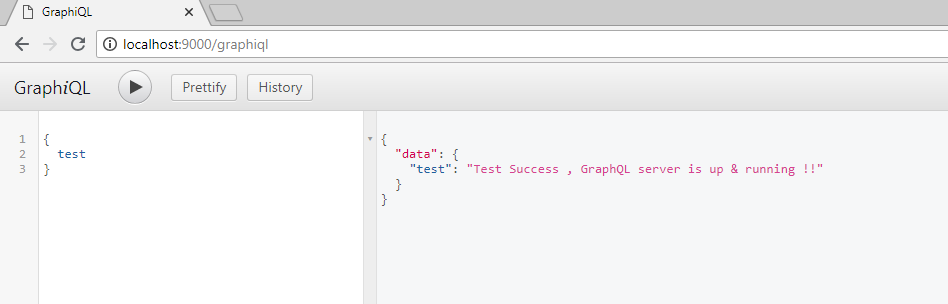 GraphiQL
localhost:9000/graphiql
GraphiQL Prettify History
1 {
2   test
3 }
{
  "data": {
    "test": "Test Success , GraphQL server is up & running !!"
  }
}